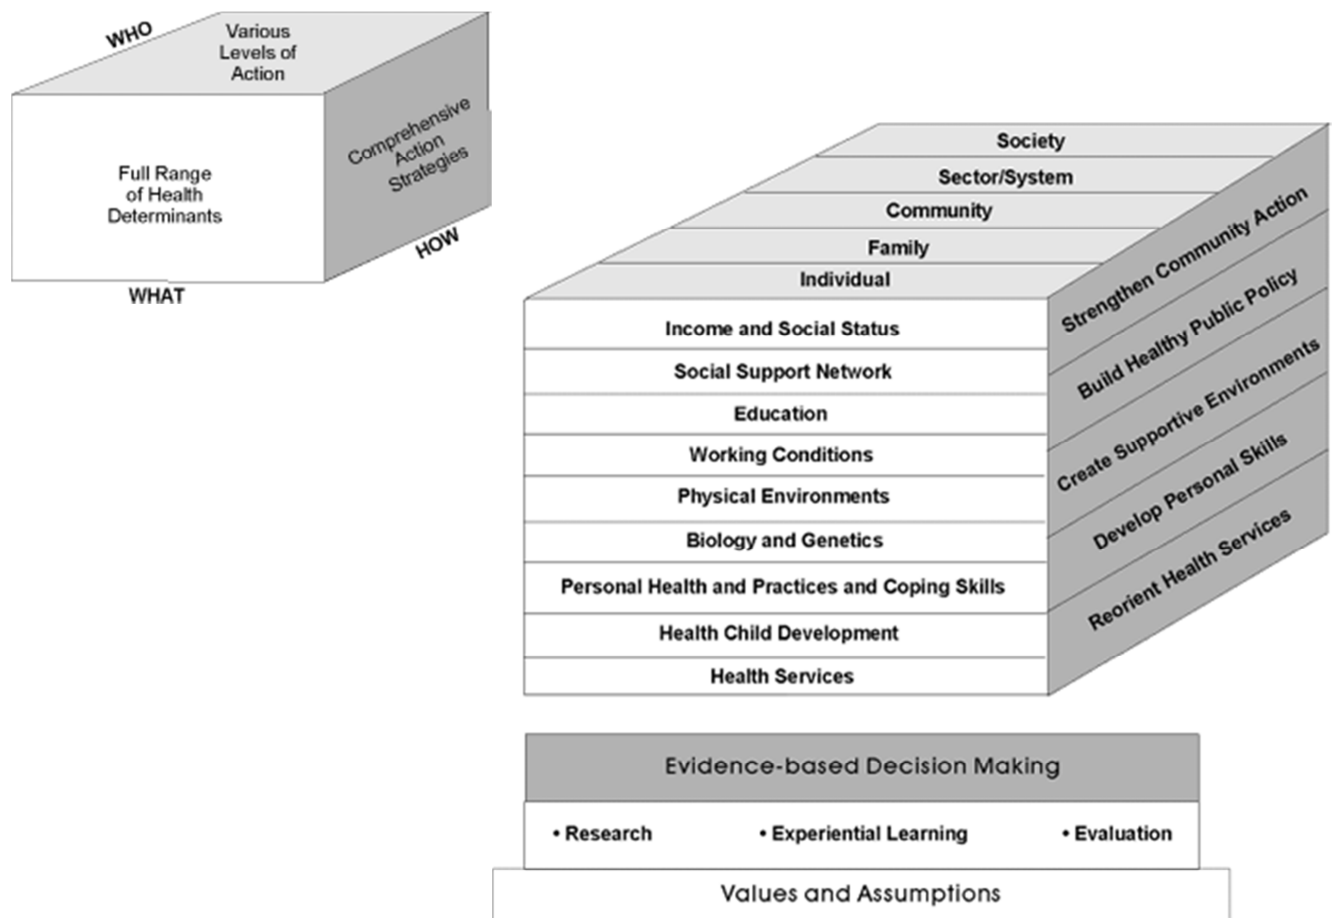 WHO
Various
Levels of
Action
Full Range
of Health
Determinants
Comprehensive
Action
Strategies
WHAT
HOW
Society
Sector/System
Community
Family
Individual
Income and Social Status
Social Support Network
Education
Working Conditions
Physical Environments
Biology and Genetics
Personal Health and Practices and Coping Skills
Health Child Development
Health Services
Strengthen Community Action
Build Healthy Public Policy
Create Supportive Environments
Develop Personal Skills
Reorient Health Services
Evidence-based Decision Making
• Research • Experiential Learning • Evaluation
Values and Assumptions